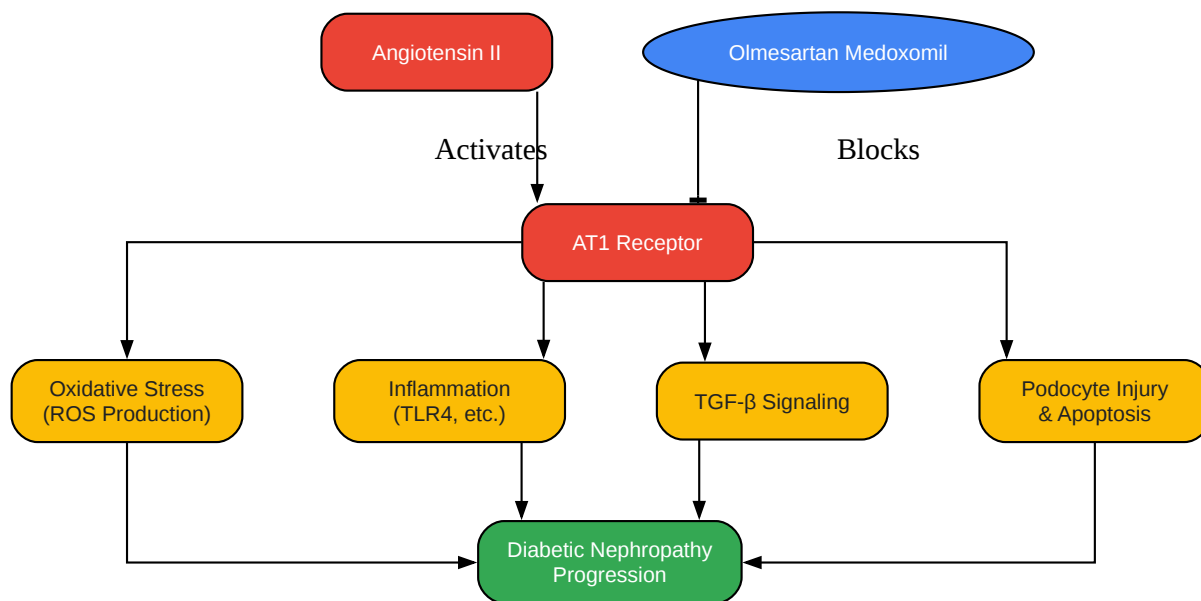 Angiotensin II
Olmesartan Medoxomil
Activates
Blocks
AT1 Receptor
Oxidative Stress
(ROS Production)
Inflammation
(TLR4, etc.)
TGF-β Signaling
Podocyte Injury
& Apoptosis
Diabetic Nephropathy
Progression